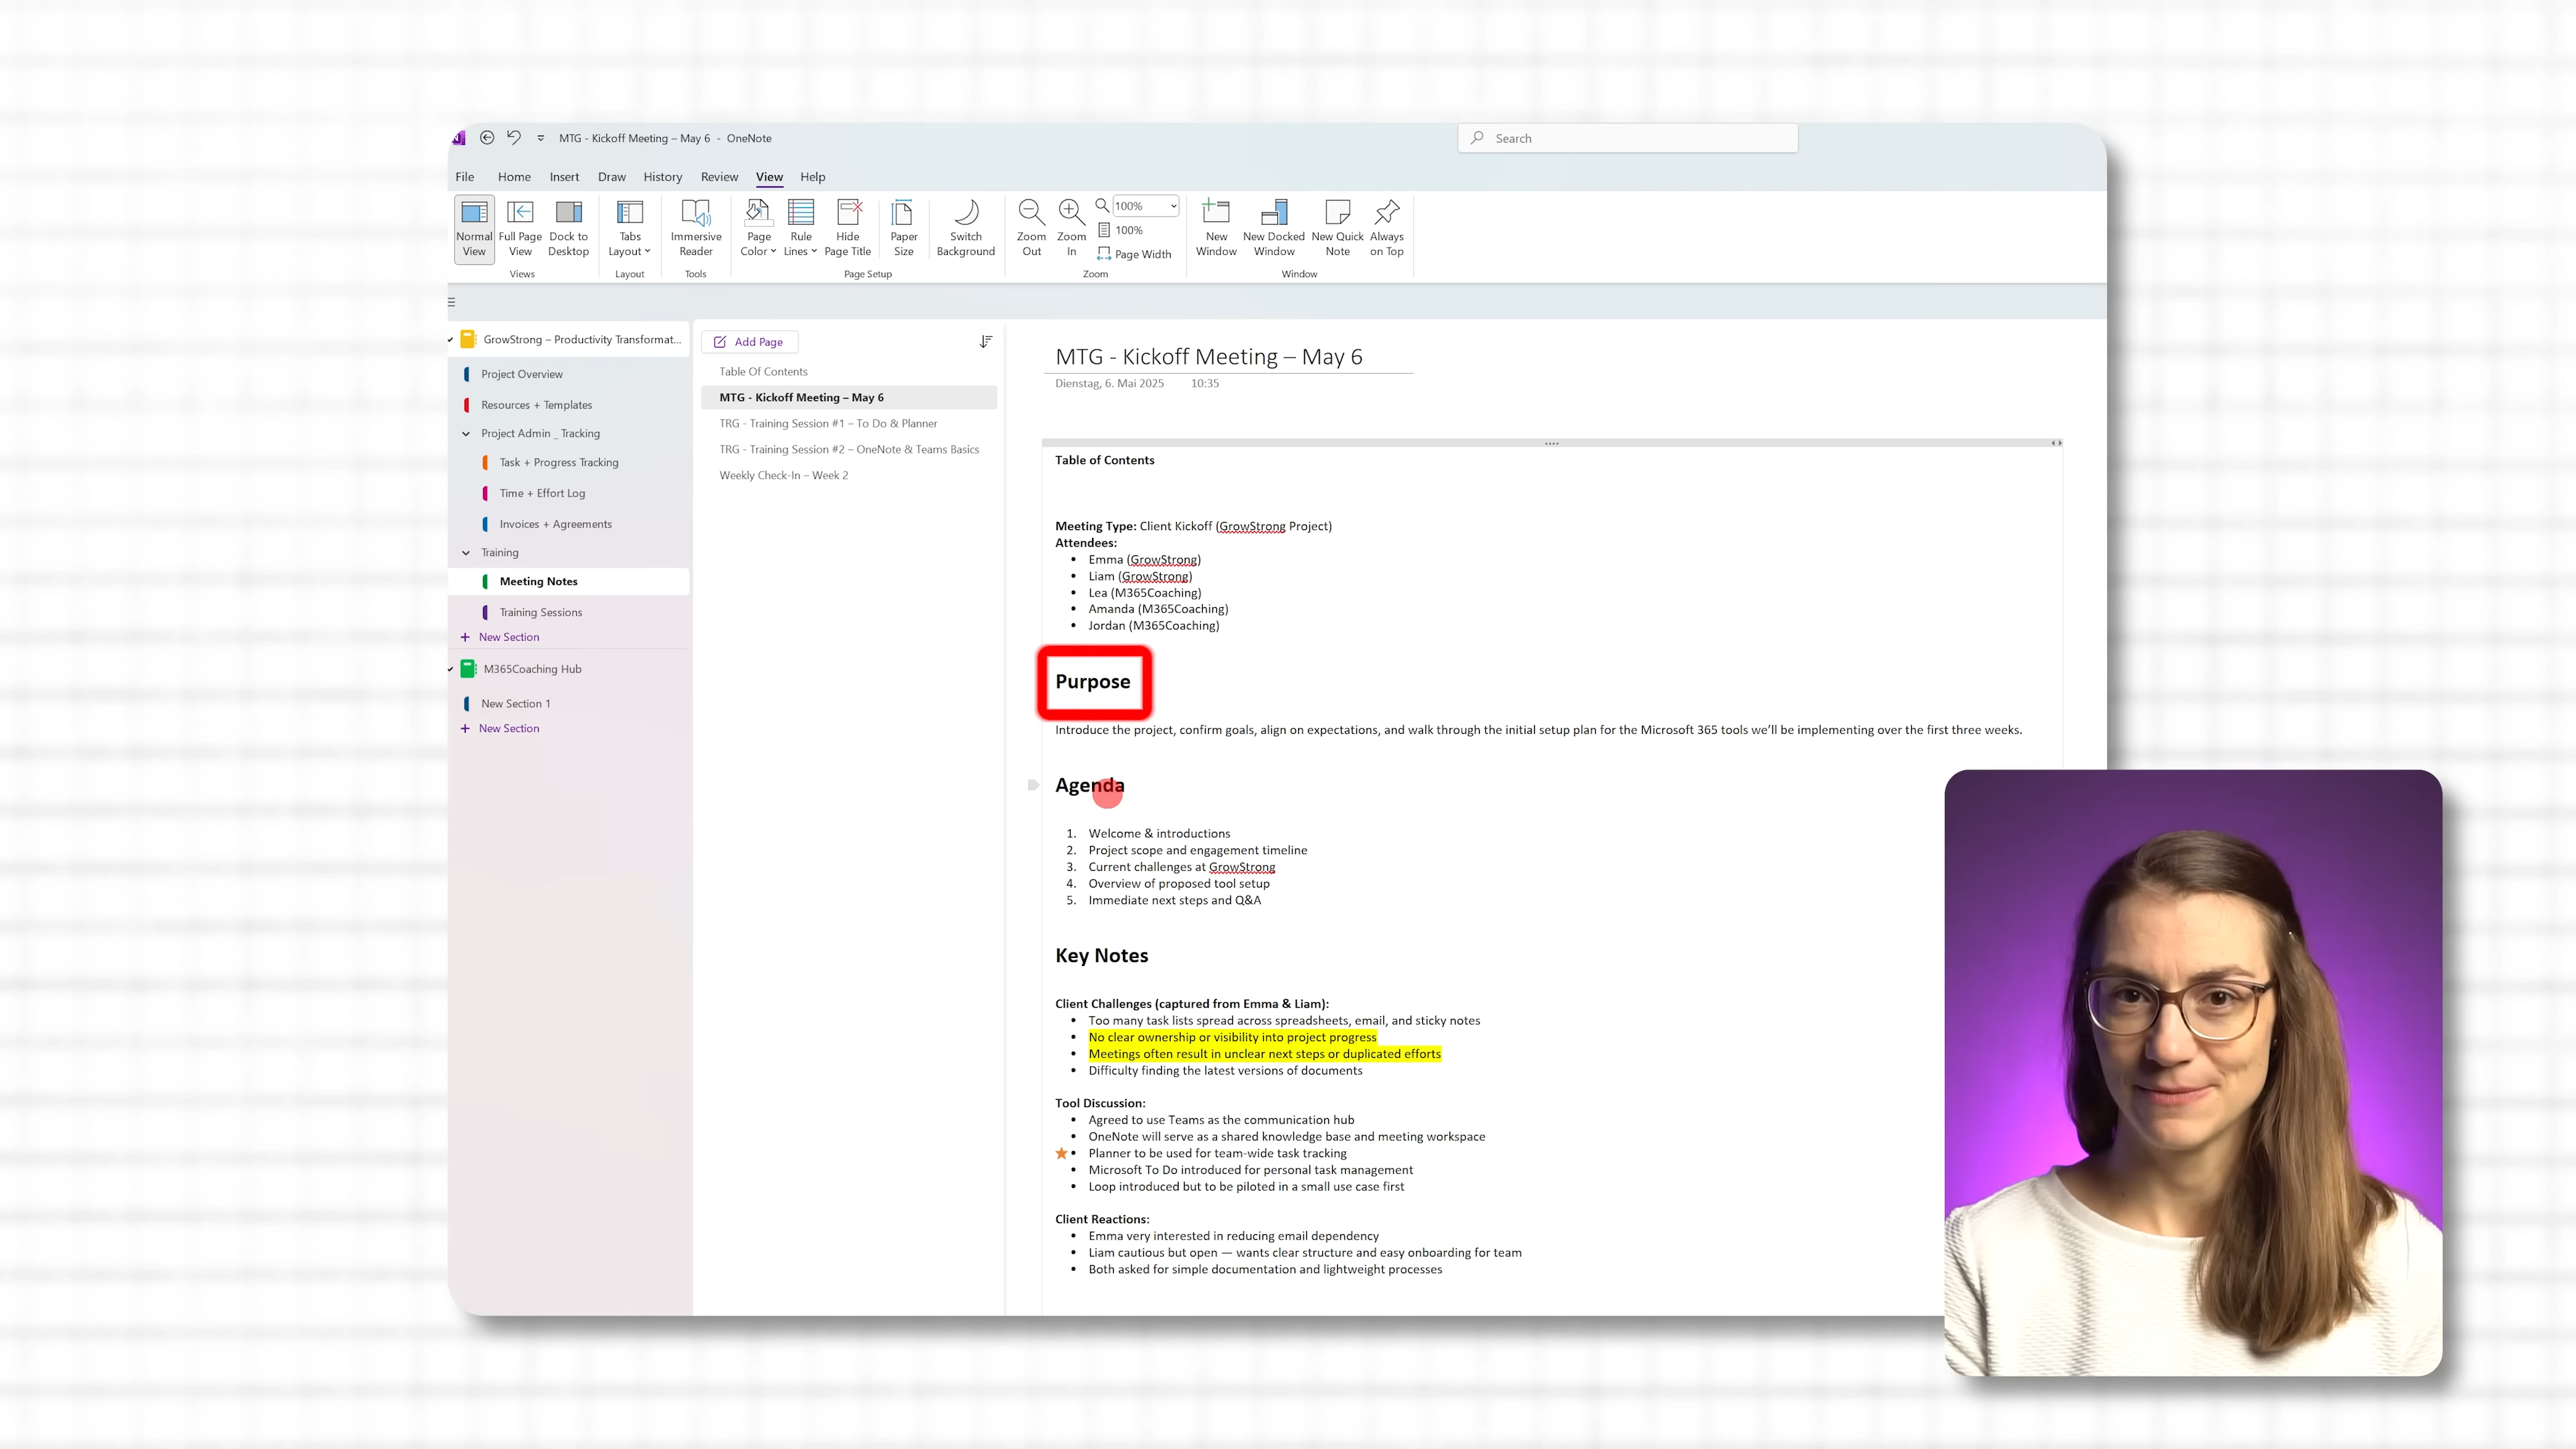 MTG - Kickoff Meeting – May 6 - OneNote
Search
File Home Insert Draw History Review View Help
Normal View
Full Page View
Dock to Desktop
Tabs Layout
Immersive Reader
Page Color
Rule Lines
Hide Page Title
Paper Size
Switch Background
Zoom Out
Zoom In
100%
100%
Page Width
New Window
New Docked Window
New Quick Note
Always on Top
Views Layout Tools Page Setup Zoom Window
GrowStrong – Productivity Transformat...
Project Overview
Resources + Templates
Project Admin _ Tracking
Task + Progress Tracking
Time + Effort Log
Invoices + Agreements
Training
Meeting Notes
Training Sessions
New Section
M365Coaching Hub
New Section 1
New Section
Add Page
Table Of Contents
MTG - Kickoff Meeting – May 6
TRG - Training Session #1 – To Do & Planner
TRG - Training Session #2 – OneNote & Teams Basics
Weekly Check-In – Week 2
MTG - Kickoff Meeting – May 6
Dienstag, 6. Mai 2025 10:35
Table of Contents
Meeting Type: Client Kickoff (GrowStrong Project)
Attendees:
• Emma (GrowStrong)
• Liam (GrowStrong)
• Lea (M365Coaching)
• Amanda (M365Coaching)
• Jordan (M365Coaching)
Purpose
Introduce the project, confirm goals, align on expectations, and walk through the initial setup plan for the Microsoft 365 tools we’ll be implementing over the first three weeks.
Agenda
1. Welcome & introductions
2. Project scope and engagement timeline
3. Current challenges at GrowStrong
4. Overview of proposed tool setup
5. Immediate next steps and Q&A
Key Notes
Client Challenges (captured from Emma & Liam):
• Too many task lists spread across spreadsheets, email, and sticky notes
• No clear ownership or visibility into project progress
• Meetings often result in unclear next steps or duplicated efforts
• Difficulty finding the latest versions of documents
Tool Discussion:
• Agreed to use Teams as the communication hub
• OneNote will serve as a shared knowledge base and meeting workspace
• Planner to be used for team-wide task tracking
• Microsoft To Do introduced for personal task management
• Loop introduced but to be piloted in a small use case first
Client Reactions:
• Emma very interested in reducing email dependency
• Liam cautious but open — wants clear structure and easy onboarding for team
• Both asked for simple documentation and lightweight processes